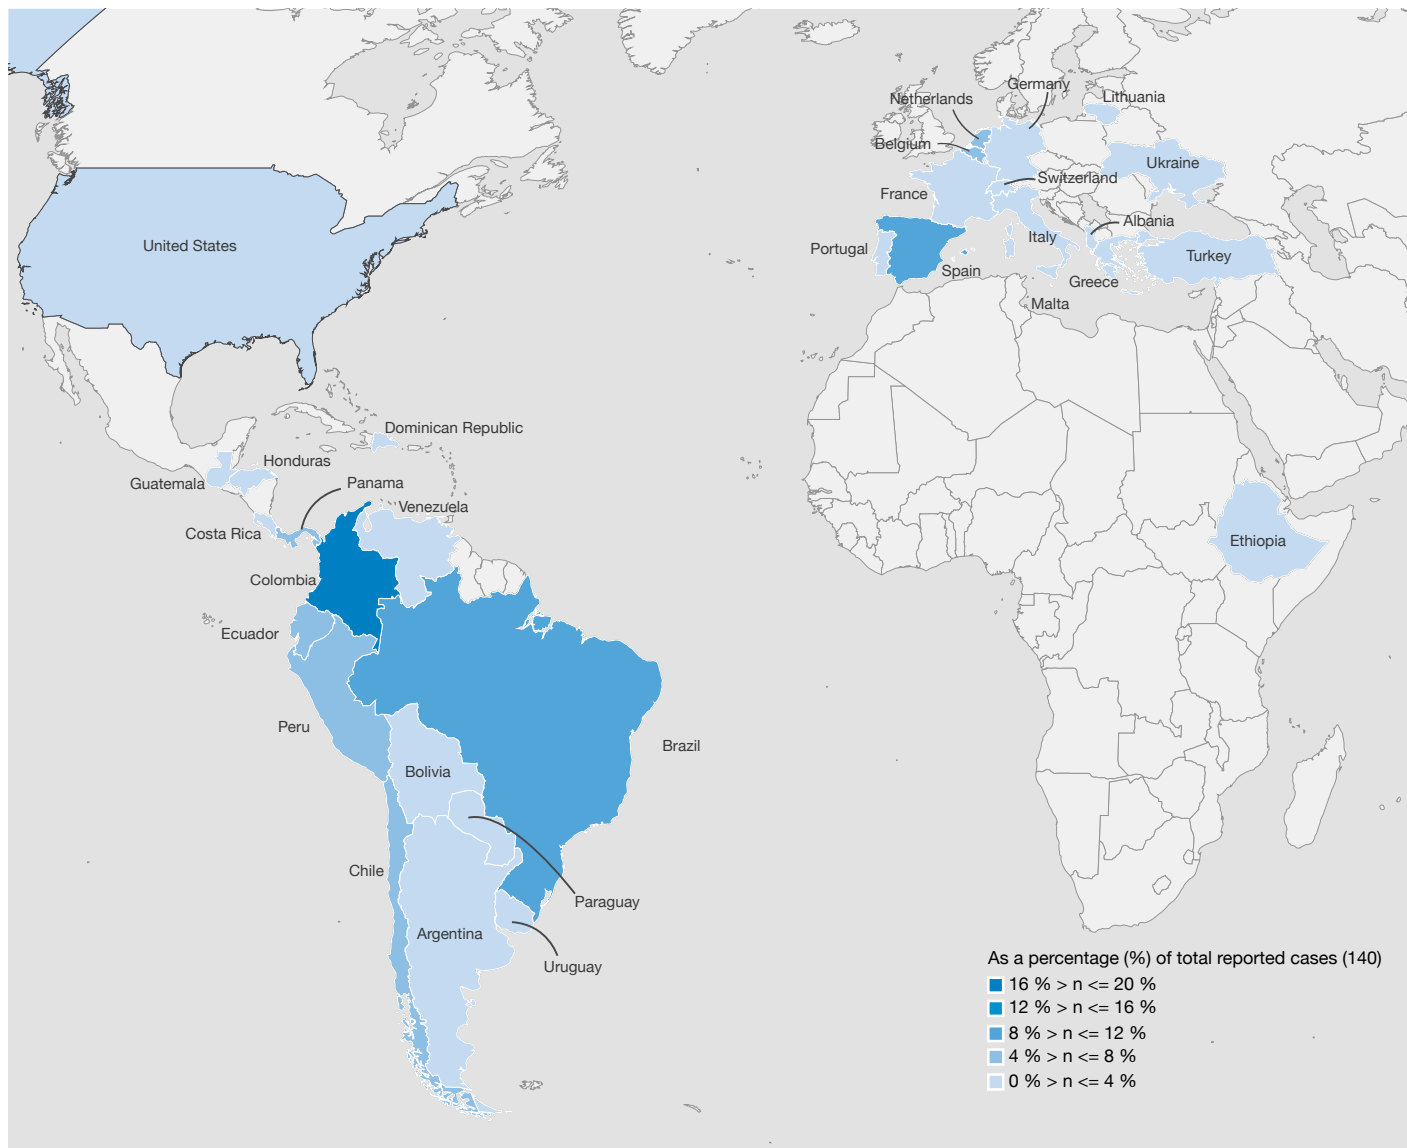 Germany
Netherlands
Lithuania
Belgium
Ukraine
Switzerland
France
Albania
United States
Portugal
Italy
Turkey
Spain
Greece
Malta
Dominican Republic
Honduras
Guatemala
Panama
Venezuela
Costa Rica
Ethiopia
Colombia
Ecuador
Peru
Brazil
Bolivia
Chile
Paraguay
Argentina
Uruguay
As a percentage (%) of total reported cases (140)
16 % > n <= 20 %
12 % > n <= 16 %
8 % > n <= 12 %
4 % > n <= 8 %
0 % > n <= 4 %